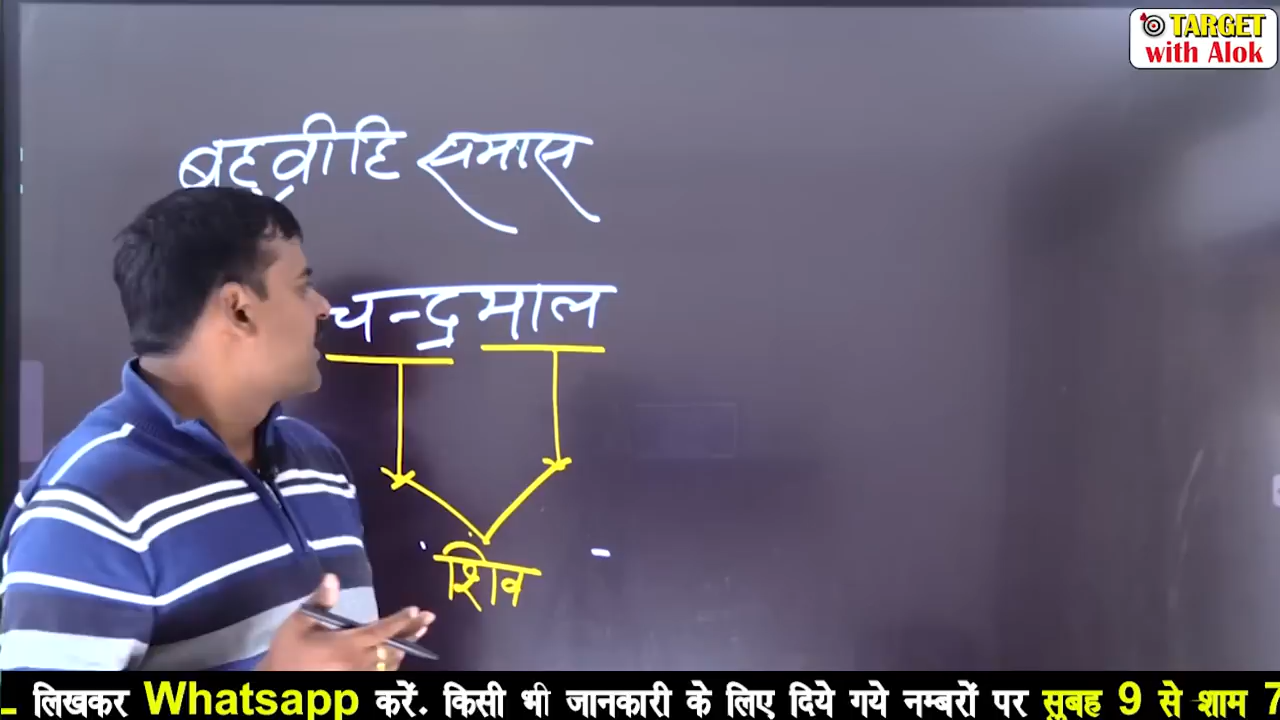 TARGET
with Alok
बहुव्रीहि समास
चन्द्रभाल
शिव
लिखकर Whatsapp करें. किसी भी जानकारी के लिए दिये गये नम्बरों पर सुबह 9 से शाम 7